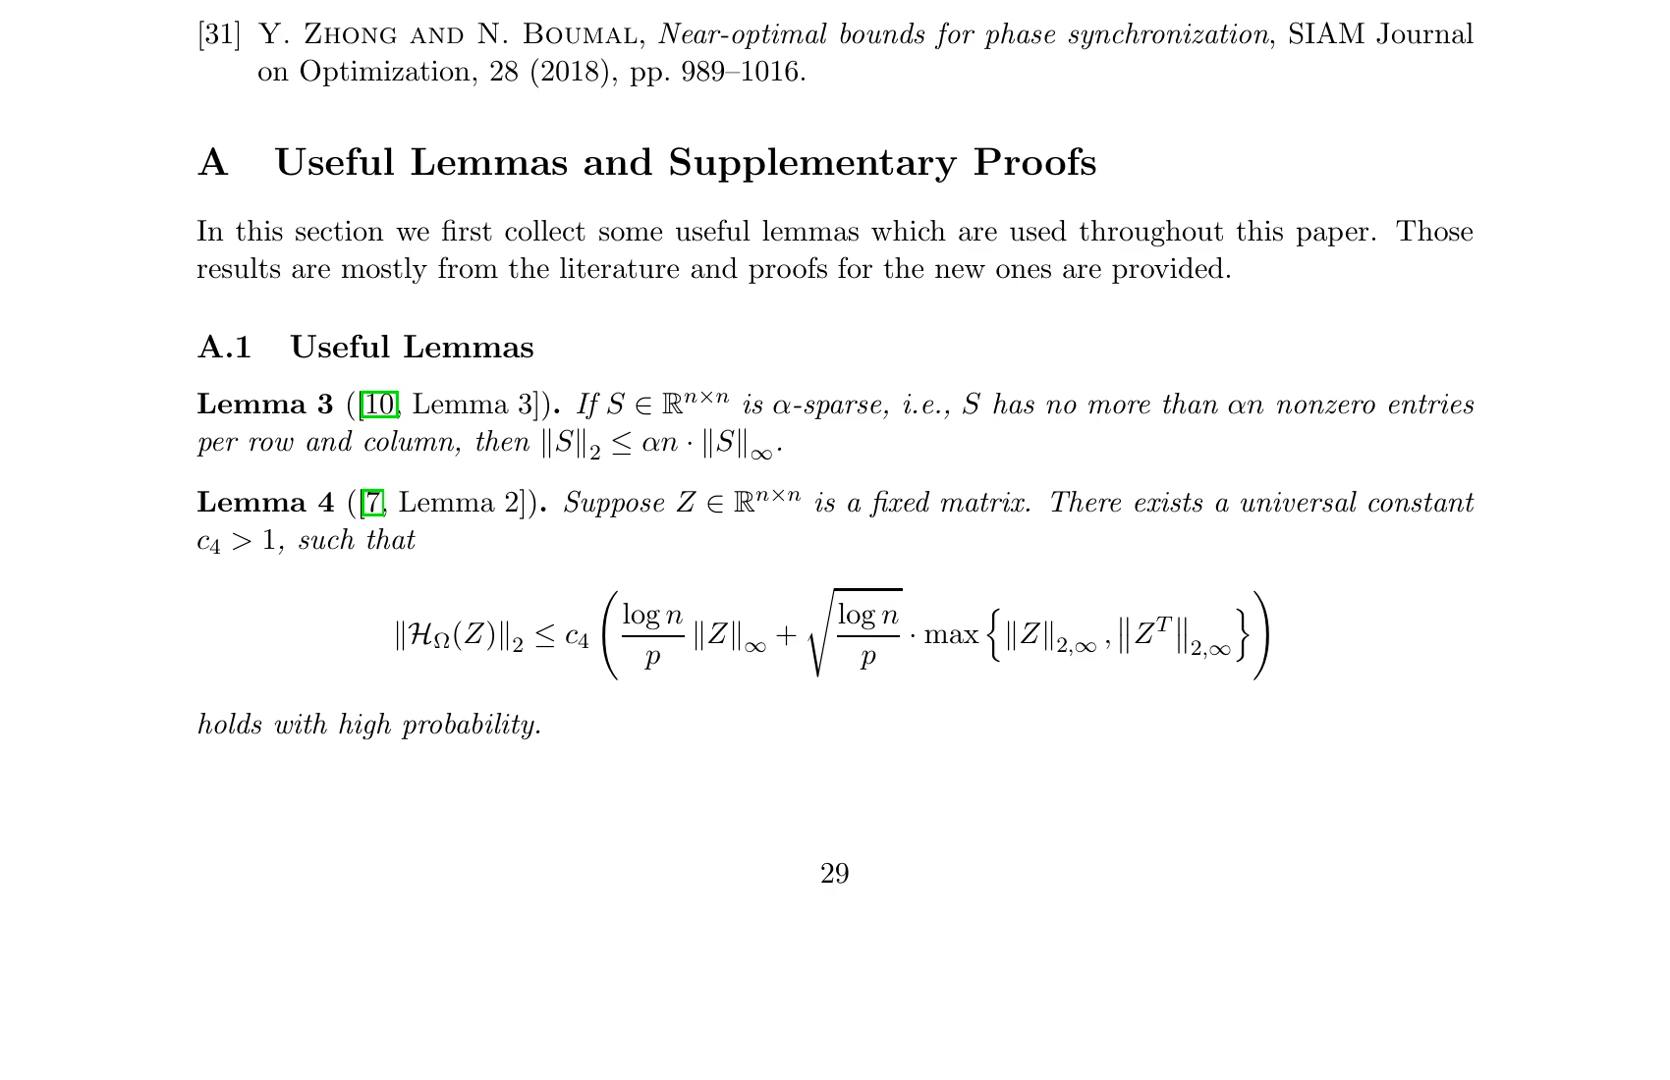 [31] Y. Zhong and N. Boumal, Near-optimal bounds for phase synchronization, SIAM Journal
on Optimization, 28 (2018), pp. 989–1016.
A Useful Lemmas and Supplementary Proofs
In this section we first collect some useful lemmas which are used throughout this paper. Those
results are mostly from the literature and proofs for the new ones are provided.
A.1 Useful Lemmas
Lemma 3 ([10, Lemma 3]). If S ∈ ℝ^{n×n} is α-sparse, i.e., S has no more than αn nonzero entries
per row and column, then ‖S‖₂ ≤ αn · ‖S‖_∞.
Lemma 4 ([7, Lemma 2]). Suppose Z ∈ ℝ^{n×n} is a fixed matrix. There exists a universal constant
c₄ > 1, such that
‖ℋ_Ω(Z)‖₂ ≤ c₄ ( \frac{log n}{p} ‖Z‖_∞ + \sqrt{\frac{log n}{p}} · max { ‖Z‖_{2,∞} , ‖Z^T‖_{2,∞} } )
holds with high probability.
29